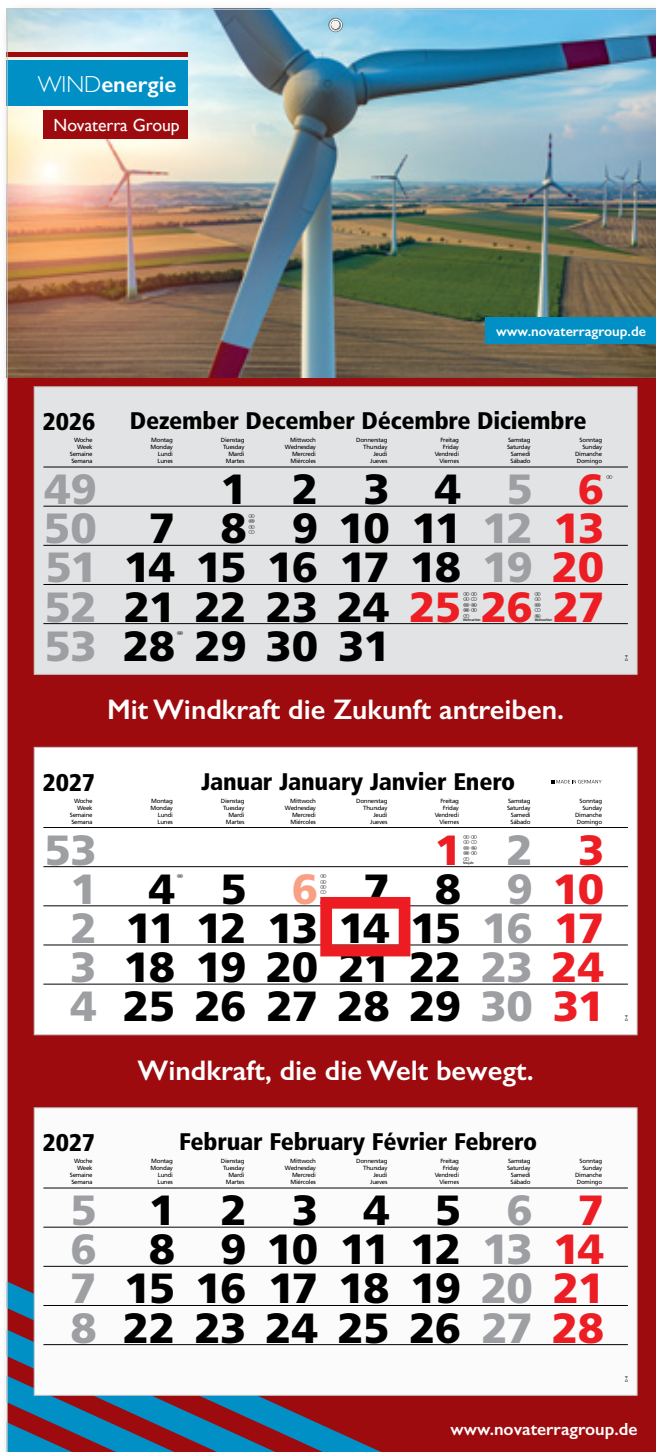 WINDenergie
Novaterra Group
www.novaterragroup.de
2026 Dezember December Décembre Diciembre
Woche Montag Dienstag Mittwoch Donnerstag Freitag Samstag Sonntag
Week Monday Tuesday Wednesday Thursday Friday Saturday Sunday
Semaine Lundi Mardi Mercredi Jeudi Vendredi Samedi Dimanche
Semana Lunes Martes Miércoles Jueves Viernes Sábado Domingo
49 1 2 3 4 5 6
50 7 8 9 10 11 12 13
51 14 15 16 17 18 19 20
52 21 22 23 24 25 26 27
53 28 29 30 31
Mit Windkraft die Zukunft antreiben.
2027 Januar January Janvier Enero MADE IN GERMANY
Woche Montag Dienstag Mittwoch Donnerstag Freitag Samstag Sonntag
Week Monday Tuesday Wednesday Thursday Friday Saturday Sunday
Semaine Lundi Mardi Mercredi Jeudi Vendredi Samedi Dimanche
Semana Lunes Martes Miércoles Jueves Viernes Sábado Domingo
53 1 2 3
1 4 5 6 7 8 9 10
2 11 12 13 14 15 16 17
3 18 19 20 21 22 23 24
4 25 26 27 28 29 30 31
Windkraft, die die Welt bewegt.
2027 Februar February Février Febrero
Woche Montag Dienstag Mittwoch Donnerstag Freitag Samstag Sonntag
Week Monday Tuesday Wednesday Thursday Friday Saturday Sunday
Semaine Lundi Mardi Mercredi Jeudi Vendredi Samedi Dimanche
Semana Lunes Martes Miércoles Jueves Viernes Sábado Domingo
5 1 2 3 4 5 6 7
6 8 9 10 11 12 13 14
7 15 16 17 18 19 20 21
8 22 23 24 25 26 27 28
www.novaterragroup.de